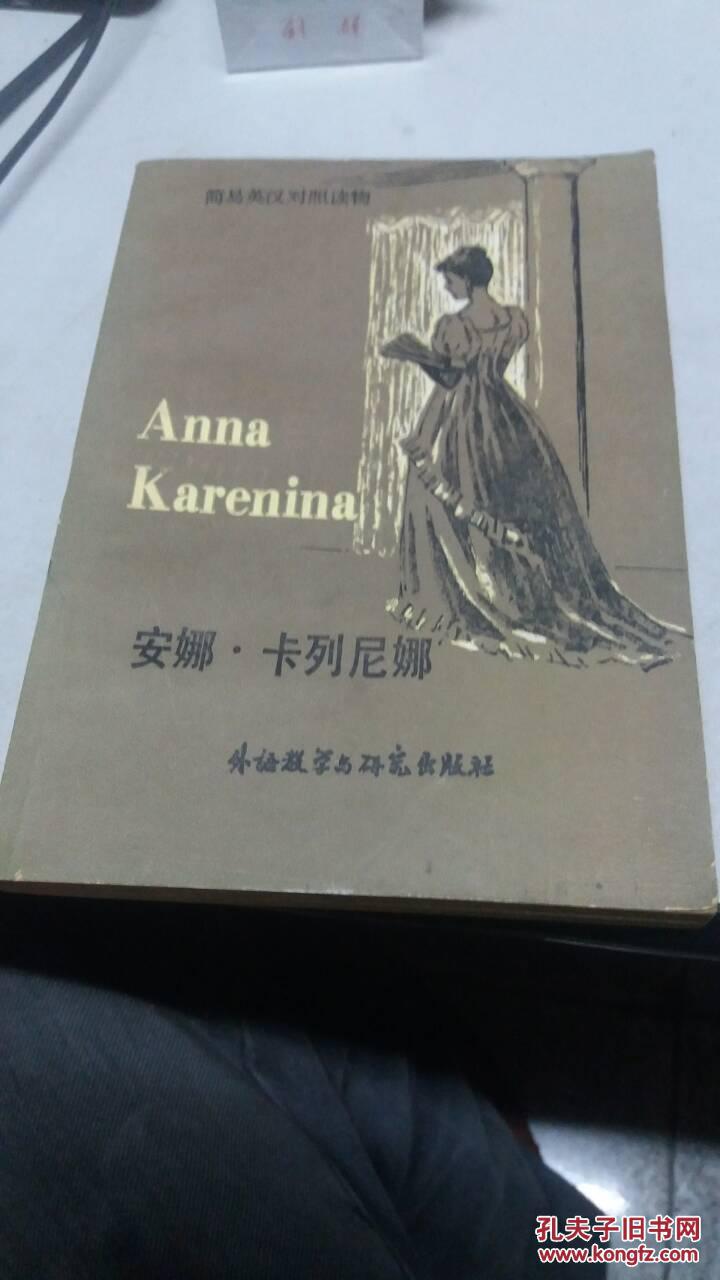 简易英汉对照读物
Anna
Karenina
安娜·卡列尼娜
外语教学与研究出版社
孔夫子旧书网
www.kongfz.com